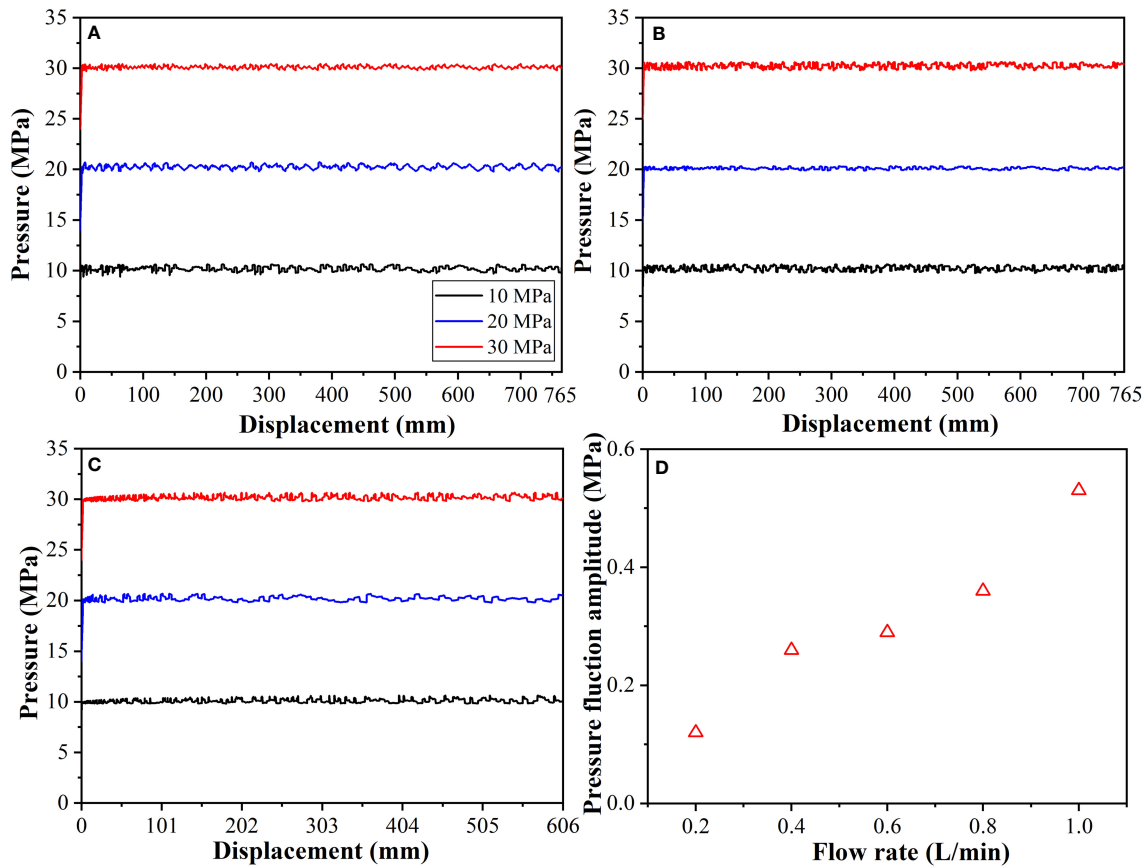 A
Pressure (MPa)
35
30
25
20
15
10
5
0
10 MPa
20 MPa
30 MPa
0 100 200 300 400 500 600 700 765
Displacement (mm)
B
Pressure (MPa)
35
30
25
20
15
10
5
0
0 100 200 300 400 500 600 700 765
Displacement (mm)
C
Pressure (MPa)
35
30
25
20
15
10
5
0
0 101 202 303 404 505 606
Displacement (mm)
D
Pressure fluction amplitude (MPa)
0.6
0.4
0.2
0.0
0.2 0.4 0.6 0.8 1.0
Flow rate (L/min)